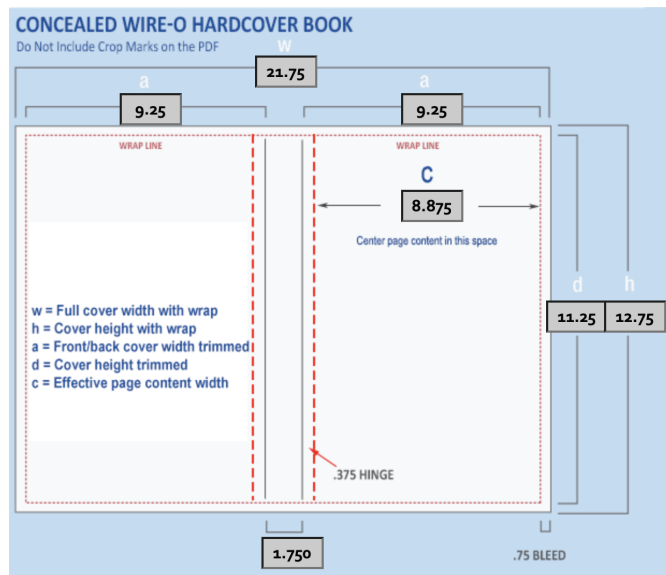 CONCEALED WIRE-O HARDCOVER BOOK
Do Not Include Crop Marks on the PDF
w
21.75
a
a
9.25
9.25
WRAP LINE
WRAP LINE
C
8.875
Center page content in this space
w = Full cover width with wrap
h = Cover height with wrap
a = Front/back cover width trimmed
d = Cover height trimmed
c = Effective page content width
d
h
11.25
12.75
.375 HINGE
1.750
.75 BLEED